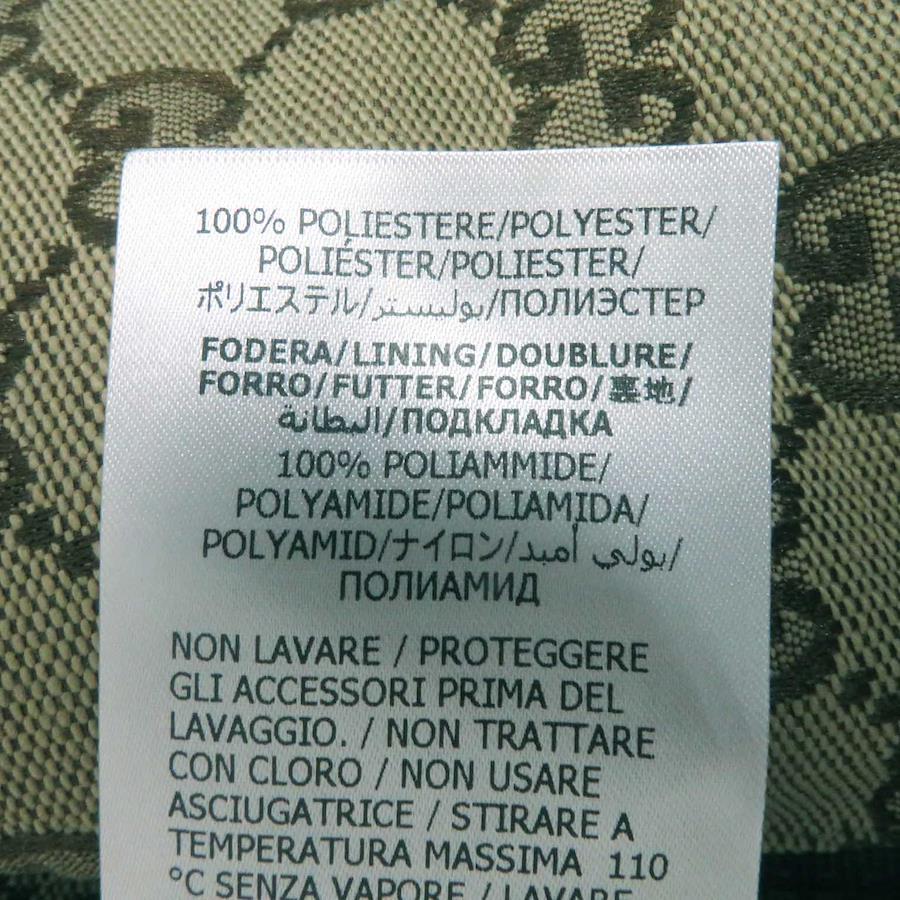 100% POLIESTERE/POLYESTER/
POLIÉSTER/POLIESTER/
ポリエステル/بوليستر/ПОЛИЭСТЕР
FODERA/LINING/DOUBLURE/
FORRO/FUTTER/FORRO/裏地/
البطانة/ПОДКЛАДКА
100% POLIAMMIDE/
POLYAMIDE/POLIAMIDA/
POLYAMID/ナイロン/بولي أميد/
ПОЛИАМИД
NON LAVARE / PROTEGGERE
GLI ACCESSORI PRIMA DEL
LAVAGGIO. / NON TRATTARE
CON CLORO / NON USARE
ASCIUGATRICE / STIRARE A
TEMPERATURA MASSIMA 110
°C SENZA VAPORE / LAVARE